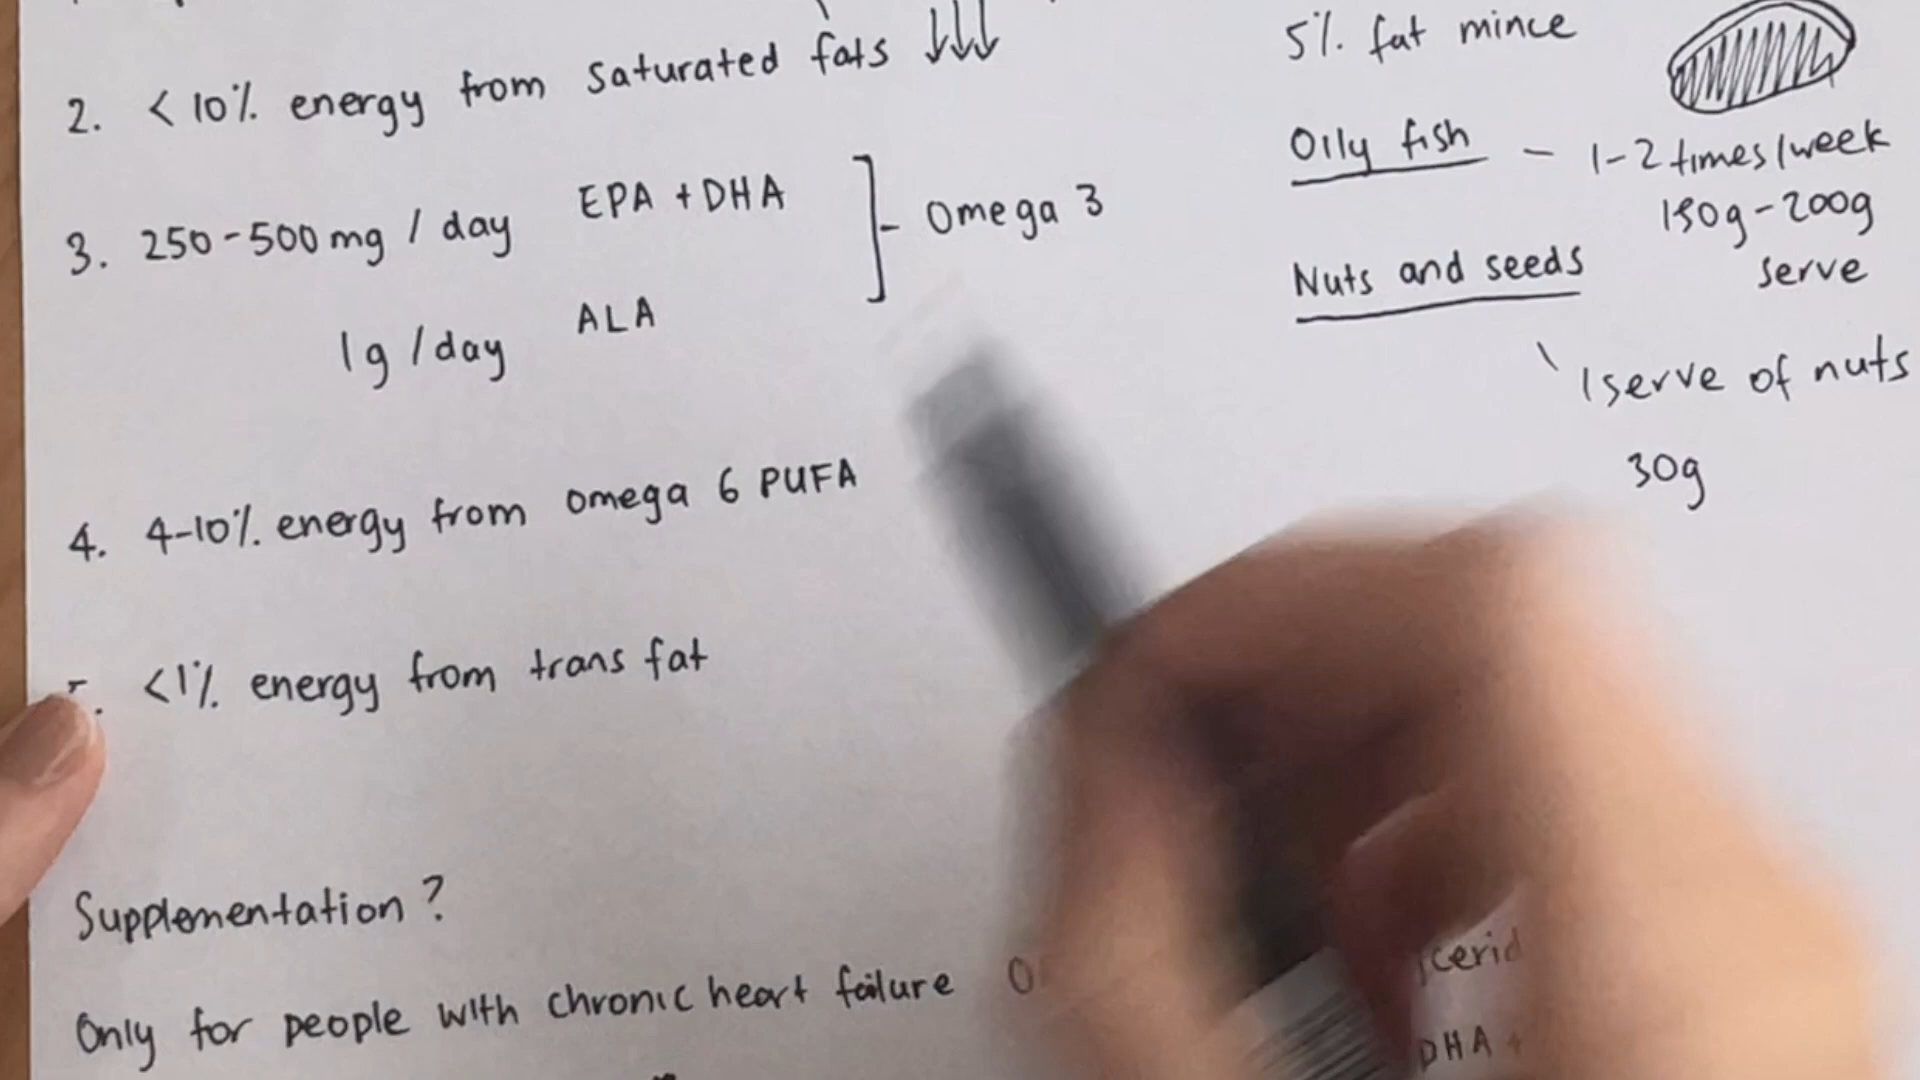 2. < 10% energy from saturated fats ↓↓↓
3. 250-500mg / day EPA + DHA
Omega 3
1g / day ALA
4. 4-10% energy from omega 6 PUFA
<1% energy from trans fat
Supplementation?
Only for people with chronic heart failure
DHA
5% fat mince
Oily fish - 1-2 times/week
150g-200g
serve
Nuts and seeds
1 serve of nuts
30g